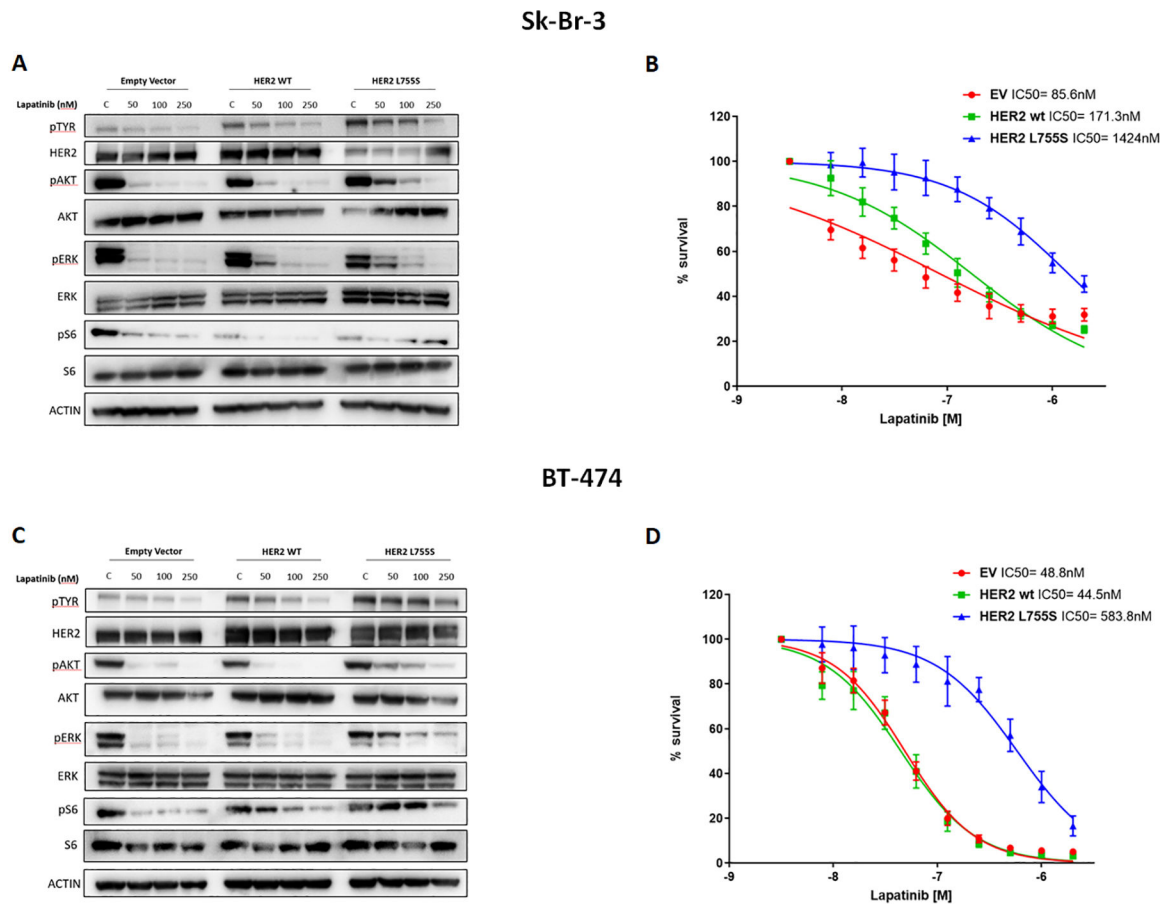 Sk-Br-3
A
Empty Vector HER2 WT HER2 L755S
Lapatinib (nM) C 50 100 250 C 50 100 250 C 50 100 250
pTYR
HER2
pAKT
AKT
pERK
ERK
pS6
S6
ACTIN
B
EV IC50= 85.6nM
HER2 wt IC50= 171.3nM
HER2 L755S IC50= 1424nM
120
100
80
60
40
20
0
% survival
-9 -8 -7 -6
Lapatinib [M]
BT-474
C
Empty Vector HER2 WT HER2 L755S
Lapatinib (nM) C 50 100 250 C 50 100 250 C 50 100 250
pTYR
HER2
pAKT
AKT
pERK
ERK
pS6
S6
ACTIN
D
EV IC50= 48.8nM
HER2 wt IC50= 44.5nM
HER2 L755S IC50= 583.8nM
120
100
80
60
40
20
0
% survival
-9 -8 -7 -6
Lapatinib [M]